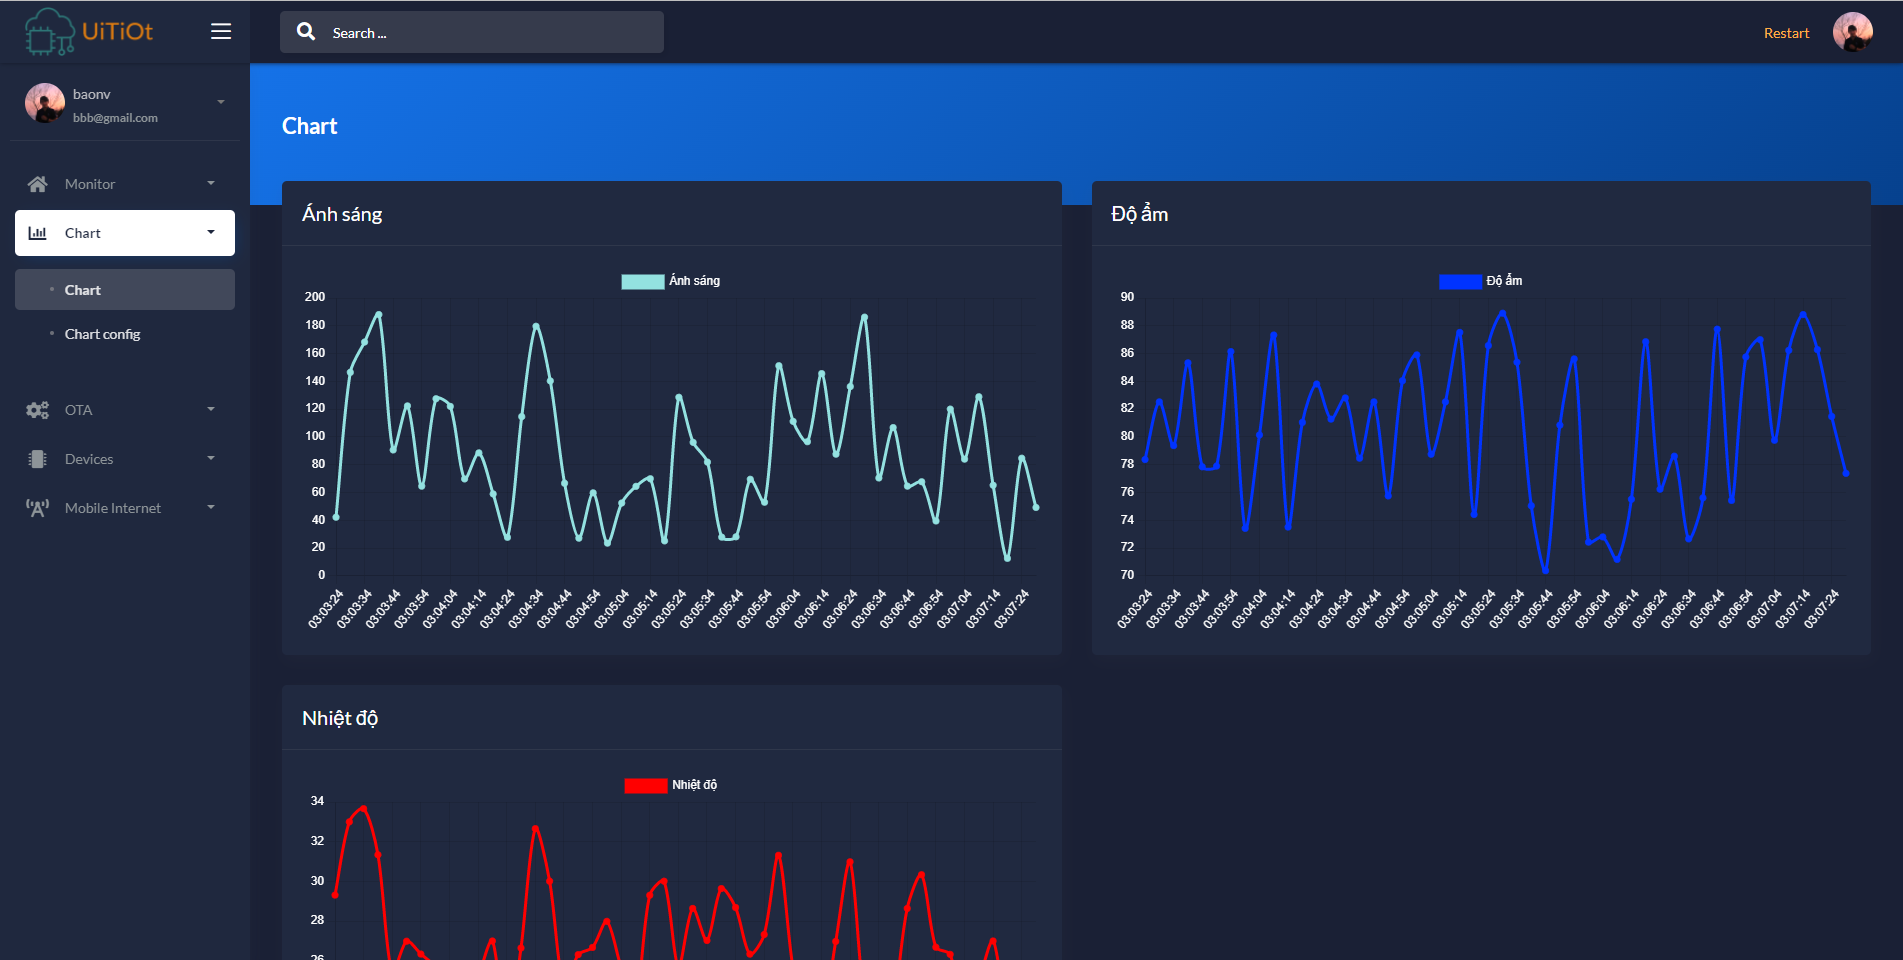 UiTiOt
Search ...
Restart
baonv
bbb@gmail.com
Monitor
Chart
Chart
Chart config
OTA
Devices
Mobile Internet
Chart
Ánh sáng
Ánh sáng
200
180
160
140
120
100
80
60
40
20
0
03:03:24 03:03:34 03:03:44 03:03:54 03:04:04 03:04:14 03:04:24 03:04:34 03:04:44 03:04:54 03:05:04 03:05:14 03:05:24 03:05:34 03:05:44 03:05:54 03:06:04 03:06:14 03:06:24 03:06:34 03:06:44 03:06:54 03:07:04 03:07:14 03:07:24
Độ ẩm
Độ ẩm
90
88
86
84
82
80
78
76
74
72
70
03:03:24 03:03:34 03:03:44 03:03:54 03:04:04 03:04:14 03:04:24 03:04:34 03:04:44 03:04:54 03:05:04 03:05:14 03:05:24 03:05:34 03:05:44 03:05:54 03:06:04 03:06:14 03:06:24 03:06:34 03:06:44 03:06:54 03:07:04 03:07:14 03:07:24
Nhiệt độ
Nhiệt độ
34
32
30
28
26